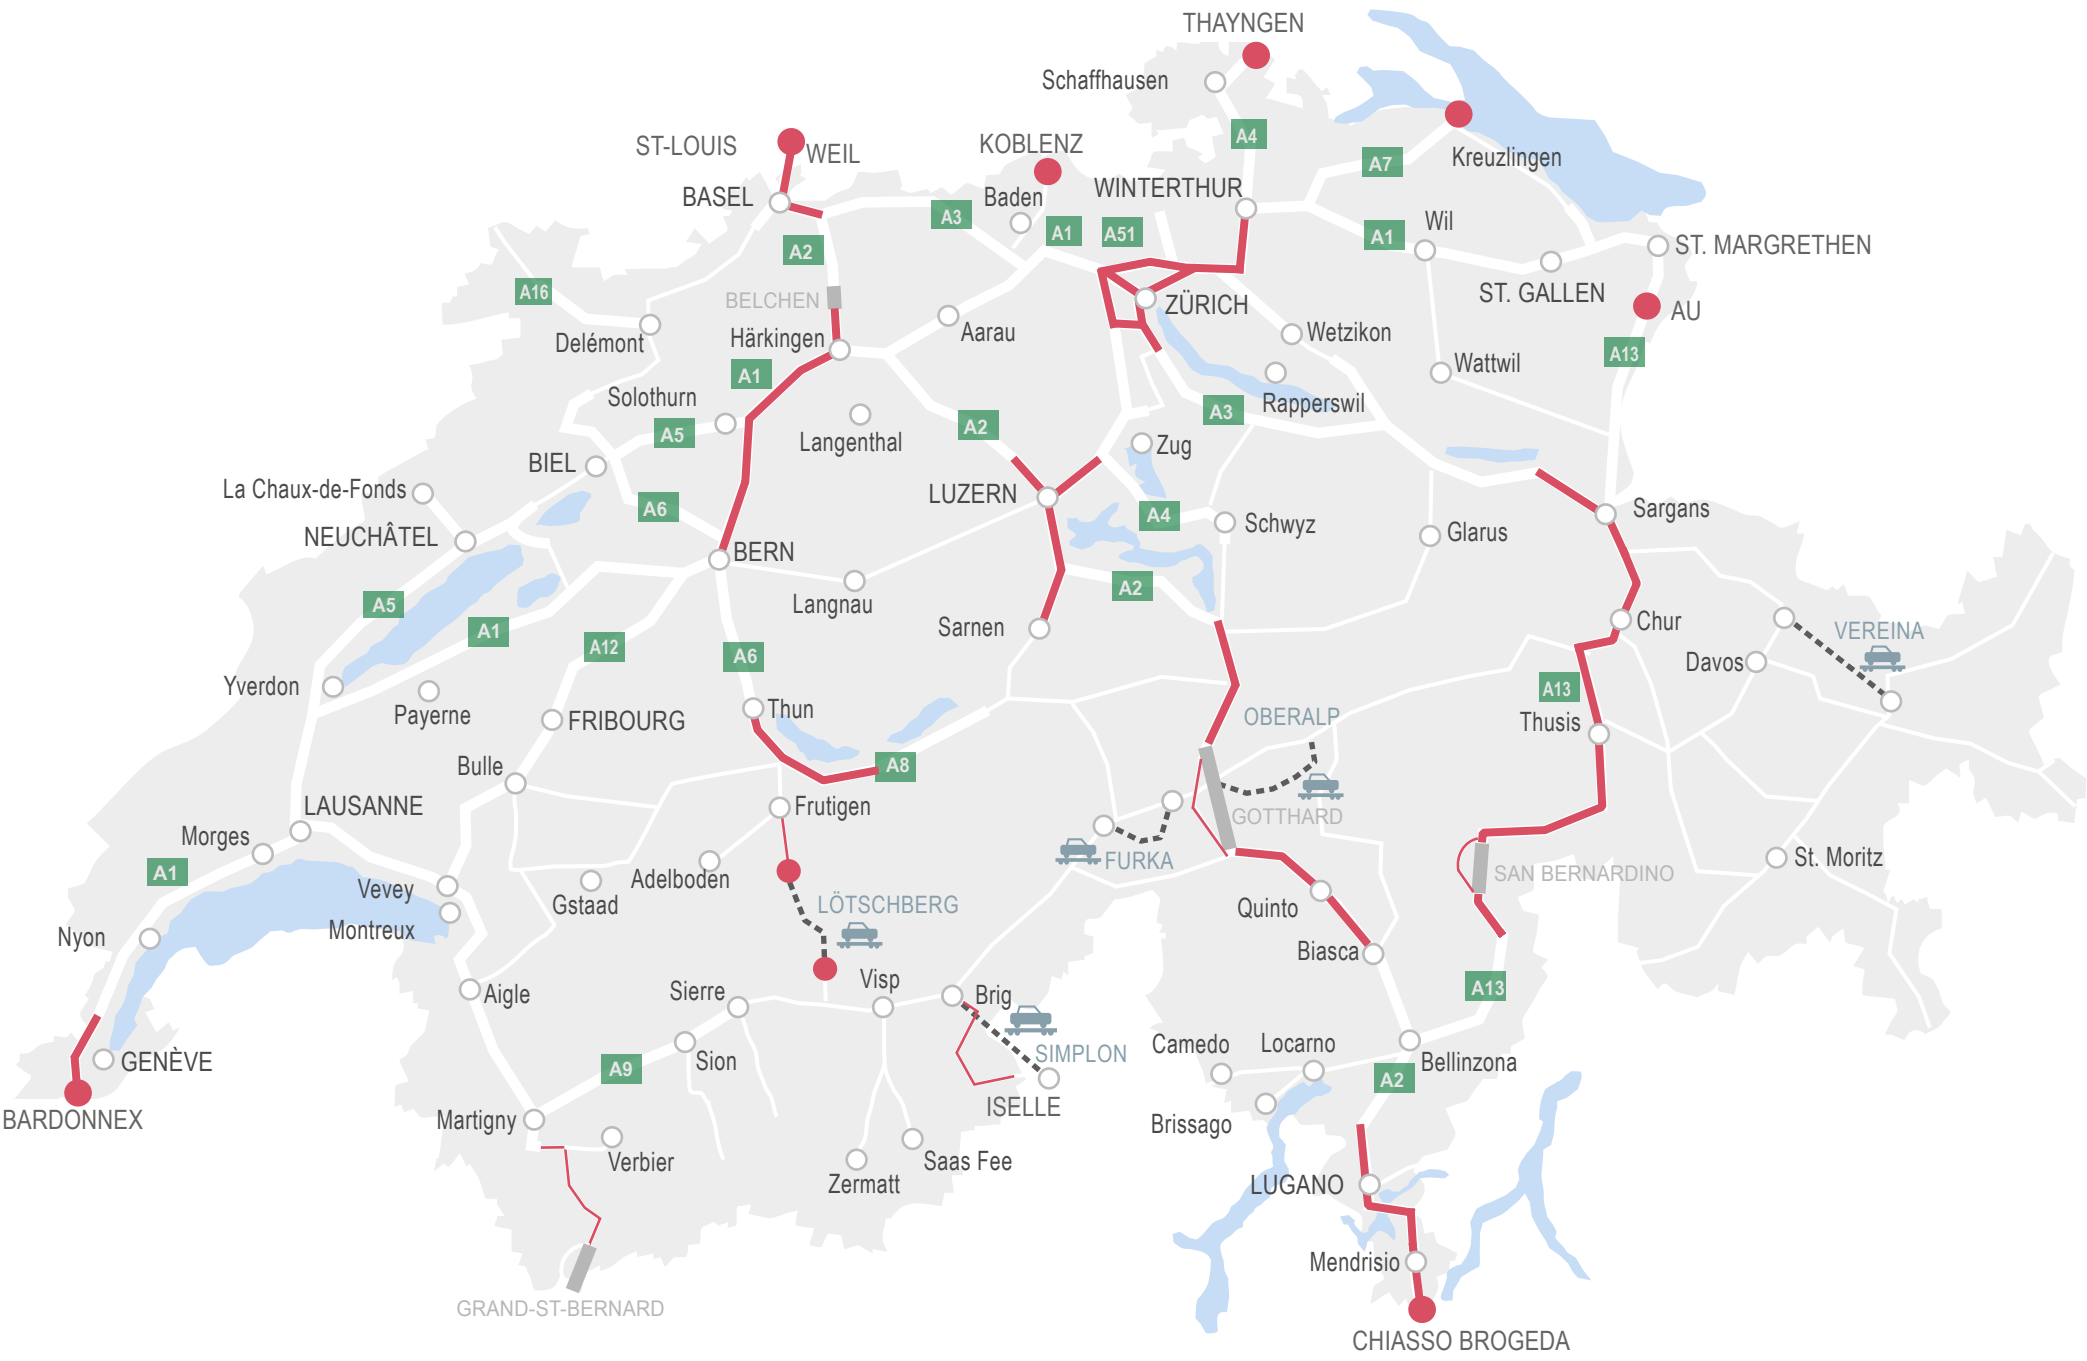 THAYNGEN
Schaffhausen
A4
ST-LOUIS
WEIL
KOBLENZ
A7
Kreuzlingen
BASEL
Baden
WINTERTHUR
A3
A1
A51
A1
Wil
ST. MARGRETHEN
A2
A16
BELCHEN
ZÜRICH
ST. GALLEN
AU
Delémont
Härkingen
Aarau
Wetzikon
Wattwil
A13
A1
Solothurn
Rapperswil
A3
A5
Langenthal
A2
Zug
BIEL
La Chaux-de-Fonds
LUZERN
A6
A4
Schwyz
Sargans
NEUCHÂTEL
BERN
Glarus
A5
Langnau
A2
A1
Sarnen
Chur
A12
A6
VEREINA
Davos
Yverdon
A13
Payerne
FRIBOURG
Thun
OBERALP
Thusis
Bulle
A8
LAUSANNE
Frutigen
GOTTHARD
Morges
FURKA
A1
Adelboden
SAN BERNARDINO
St. Moritz
Vevey
Gstaad
LÖTSCHBERG
Quinto
Montreux
Nyon
Biasca
Aigle
Sierre
Visp
Brig
A13
GENÈVE
Sion
SIMPLON
Camedo
Locarno
Bellinzona
A9
A2
BARDONNEX
Martigny
ISELLE
Brissago
Verbier
Saas Fee
Zermatt
LUGANO
Mendrisio
GRAND-ST-BERNARD
CHIASSO BROGEDA